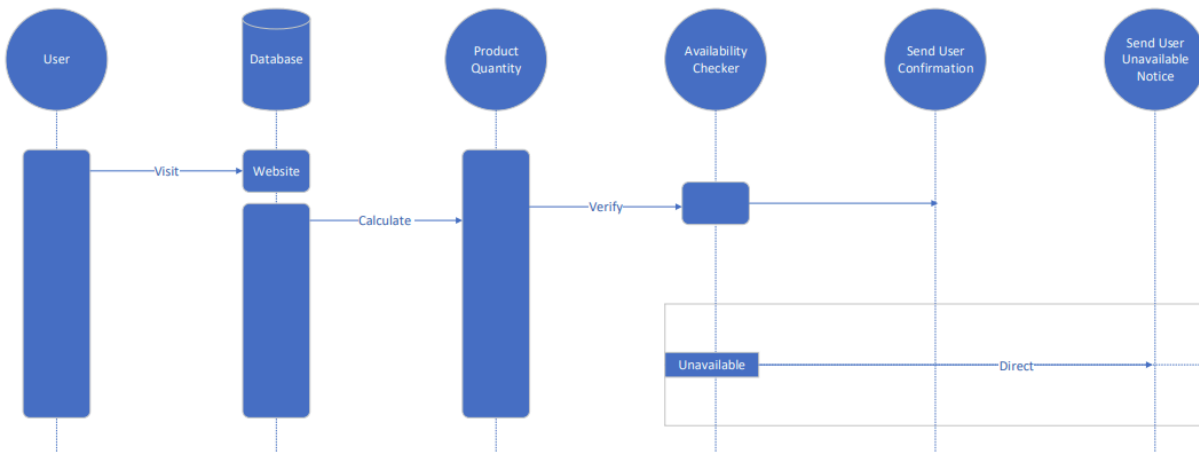 User
Database
Product
Quantity
Availability
Checker
Send User
Confirmation
Send User
Unavailable
Notice
Visit
Website
Calculate
Verify
Unavailable
Direct